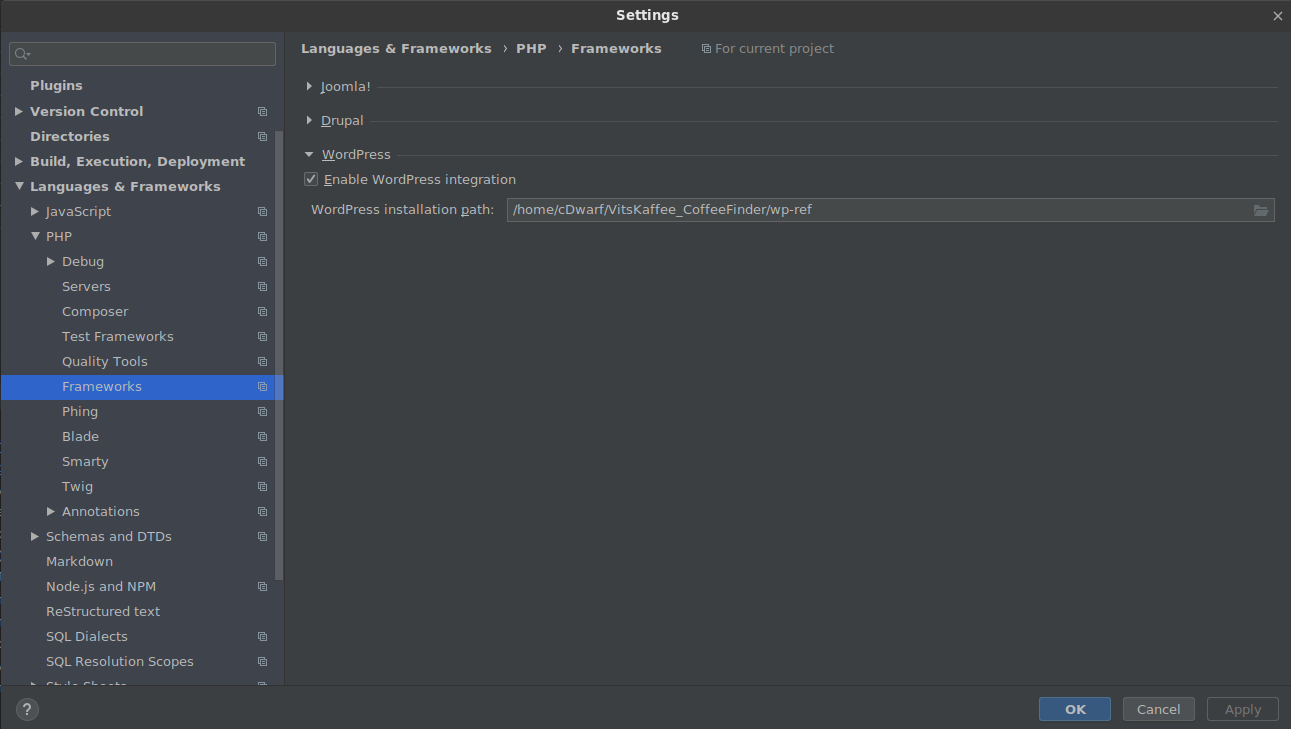 Settings
Plugins
Version Control
Directories
Build, Execution, Deployment
Languages & Frameworks
JavaScript
PHP
Debug
Servers
Composer
Test Frameworks
Quality Tools
Frameworks
Phing
Blade
Smarty
Twig
Annotations
Schemas and DTDs
Markdown
Node.js and NPM
ReStructured text
SQL Dialects
SQL Resolution Scopes
Style Sheets
Languages & Frameworks › PHP › Frameworks For current project
Joomla!
Drupal
WordPress
Enable WordPress integration
WordPress installation path: /home/cDwarf/VitsKaffee_CoffeeFinder/wp-ref
? OK Cancel Apply